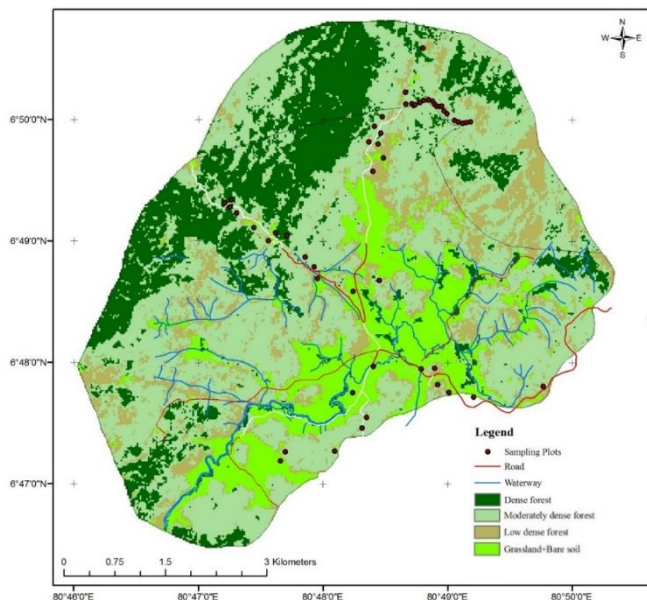 N
W E
S
6°50'0"N
6°49'0"N
6°48'0"N
6°47'0"N
Legend
Sampling Plots
Road
Waterway
Dense forest
Moderately dense forest
Low dense forest
Grassland+Bare soil
0 0.75 1.5 3 Kilometers
80°46'0"E 80°47'0"E 80°48'0"E 80°49'0"E 80°50'0"E